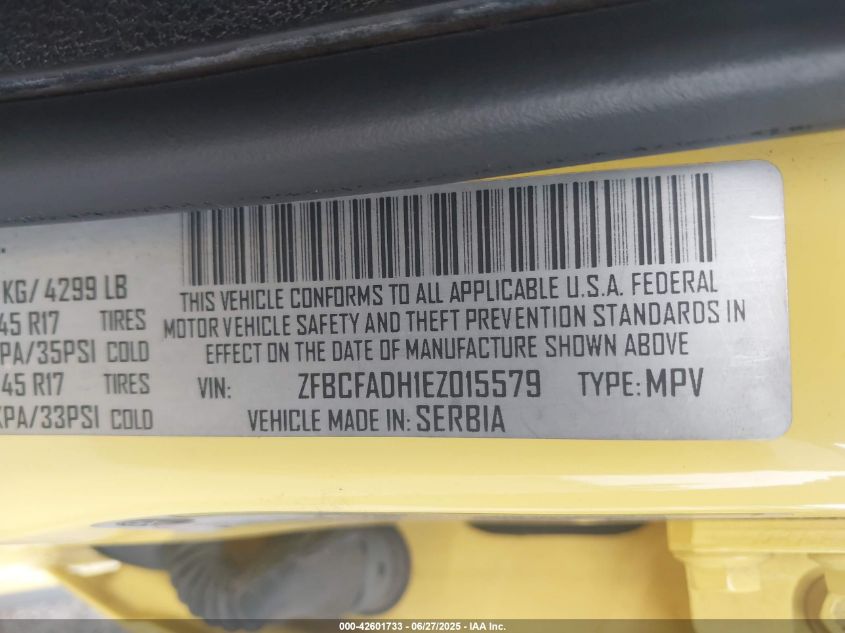 KG/ 4299 LB
45 R17 TIRES
KPA/35PSI COLD
45 R17 TIRES
KPA/33PSI COLD
THIS VEHICLE CONFORMS TO ALL APPLICABLE U.S.A. FEDERAL
MOTOR VEHICLE SAFETY AND THEFT PREVENTION STANDARDS IN
EFFECT ON THE DATE OF MANUFACTURE SHOWN ABOVE
VIN: ZFBCFADH1EZ015579 TYPE: MPV
VEHICLE MADE IN: SERBIA
000-42601733 - 06/27/2025 - IAA Inc.